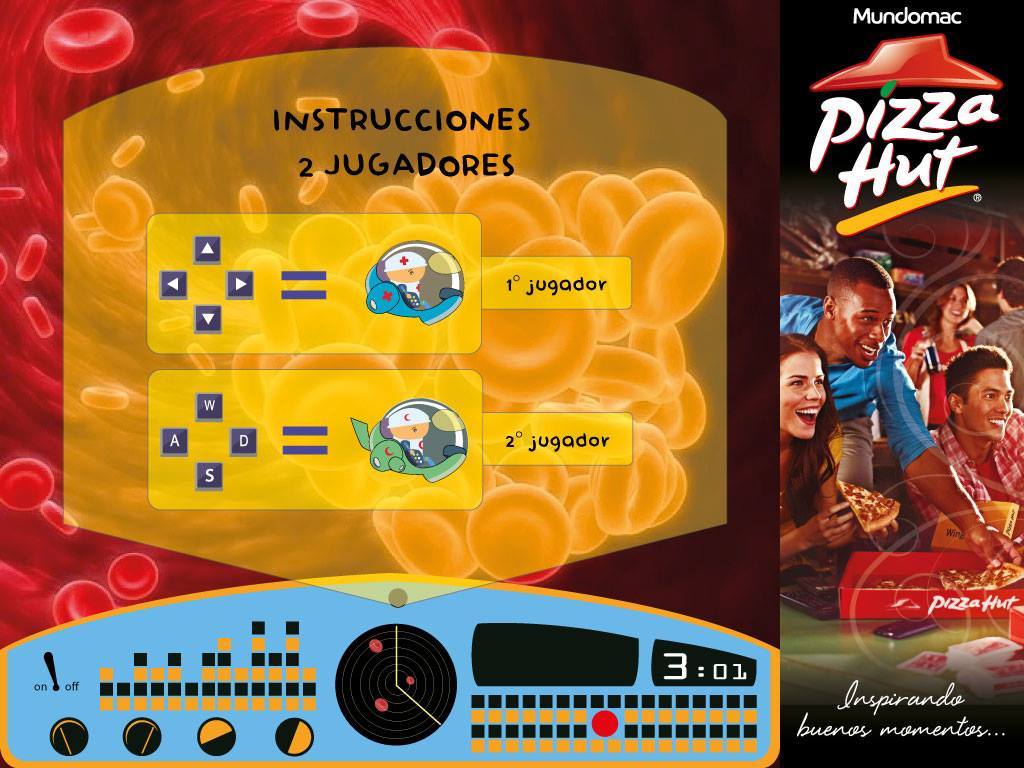 INSTRUCCIONES
2 JUGADORES
1° jugador
W
A D
S
2° jugador
on off
3:01
Mundomac
Pizza
Hut®
Pizza Hut
Inspirando
buenos momentos...